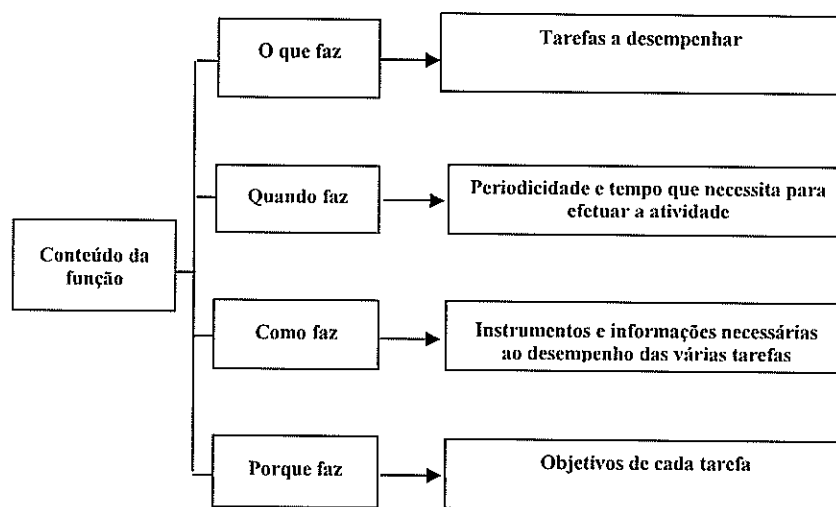 O que faz
Tarefas a desempenhar
Quando faz
Periodicidade e tempo que necessita para
efetuar a atividade
Conteúdo da
função
Como faz
Instrumentos e informações necessárias
ao desempenho das várias tarefas
Porque faz
Objetivos de cada tarefa